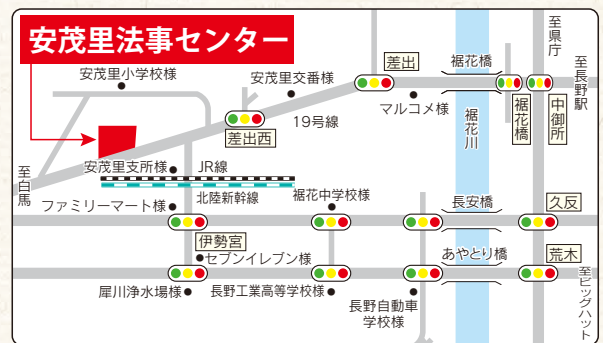 安茂里法事センター
安茂里小学校様
安茂里交番様
差出
裾花橋
至県庁
至長野駅
マルコメ様
裾花川
裾花橋
中御所
差出西
19号線
安茂里支所様
JR線
北陸新幹線
至白馬
ファミリーマート様
裾花中学校様
長安橋
久反
伊勢宮
セブンイレブン様
あやとり橋
荒木
至ビッグハット
犀川浄水場様
長野工業高等学校様
長野自動車
学校様